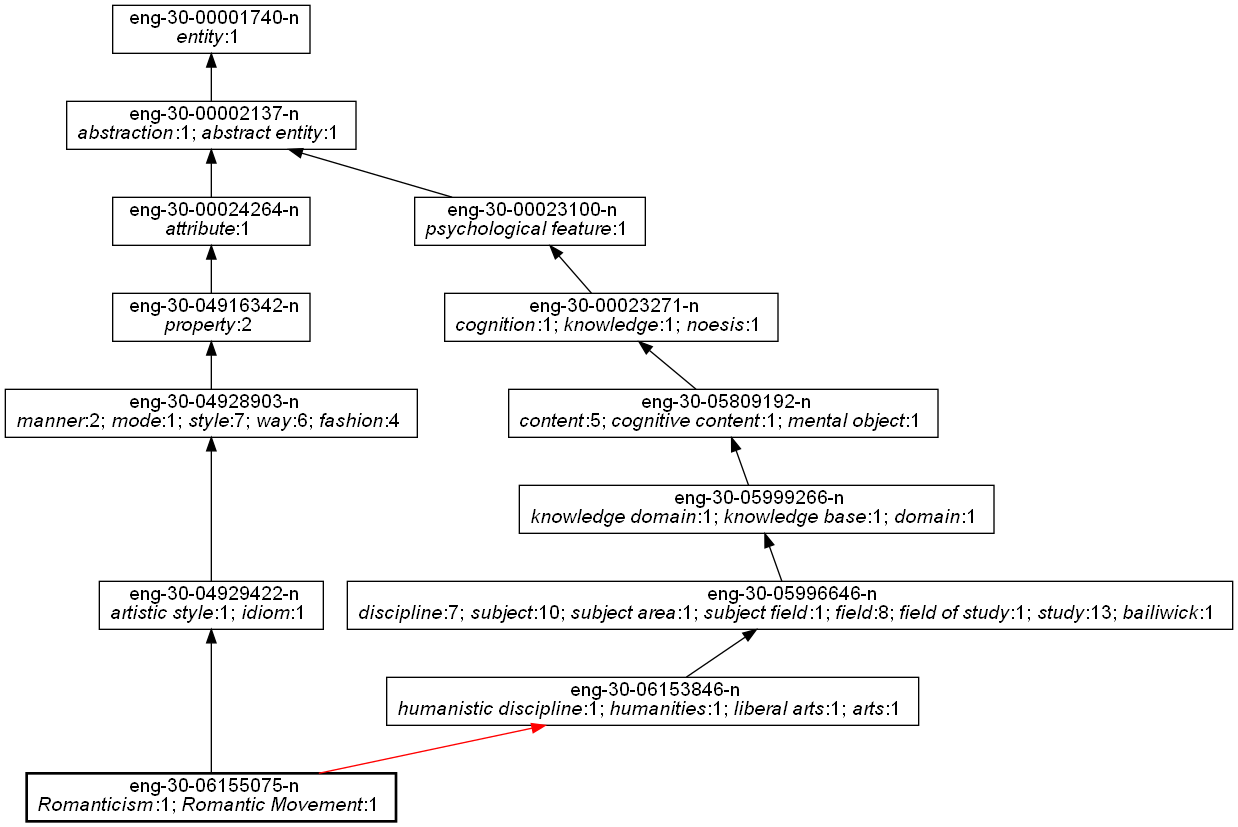 eng-30-00001740-n
entity:1
eng-30-00002137-n
abstraction:1; abstract entity:1
eng-30-00024264-n
attribute:1
eng-30-00023100-n
psychological feature:1
eng-30-04916342-n
property:2
eng-30-00023271-n
cognition:1; knowledge:1; noesis:1
eng-30-04928903-n
manner:2; mode:1; style:7; way:6; fashion:4
eng-30-05809192-n
content:5; cognitive content:1; mental object:1
eng-30-05999266-n
knowledge domain:1; knowledge base:1; domain:1
eng-30-04929422-n
artistic style:1; idiom:1
eng-30-05996646-n
discipline:7; subject:10; subject area:1; subject field:1; field:8; field of study:1; study:13; bailiwick:1
eng-30-06153846-n
humanistic discipline:1; humanities:1; liberal arts:1; arts:1
eng-30-06155075-n
Romanticism:1; Romantic Movement:1